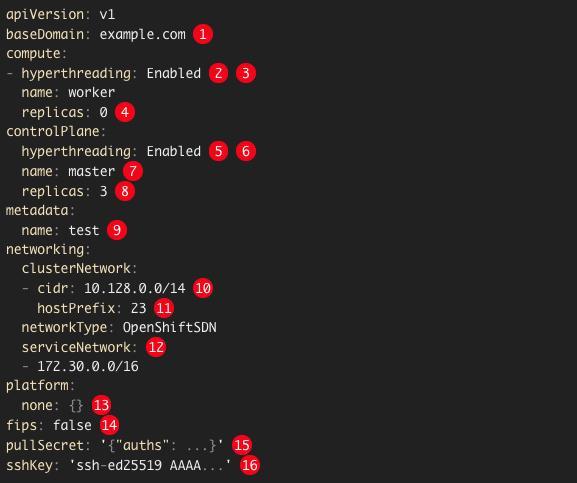 apiVersion: v1
baseDomain: example.com 1
compute:
- hyperthreading: Enabled 2 3
  name: worker
  replicas: 0 4
controlPlane:
  hyperthreading: Enabled 5 6
  name: master 7
  replicas: 3 8
metadata:
  name: test 9
networking:
  clusterNetwork:
  - cidr: 10.128.0.0/14 10
    hostPrefix: 23 11
  networkType: OpenShiftSDN
  serviceNetwork: 12
  - 172.30.0.0/16
platform:
  none: {} 13
fips: false 14
pullSecret: '{"auths": ...}' 15
sshKey: 'ssh-ed25519 AAAA...' 16